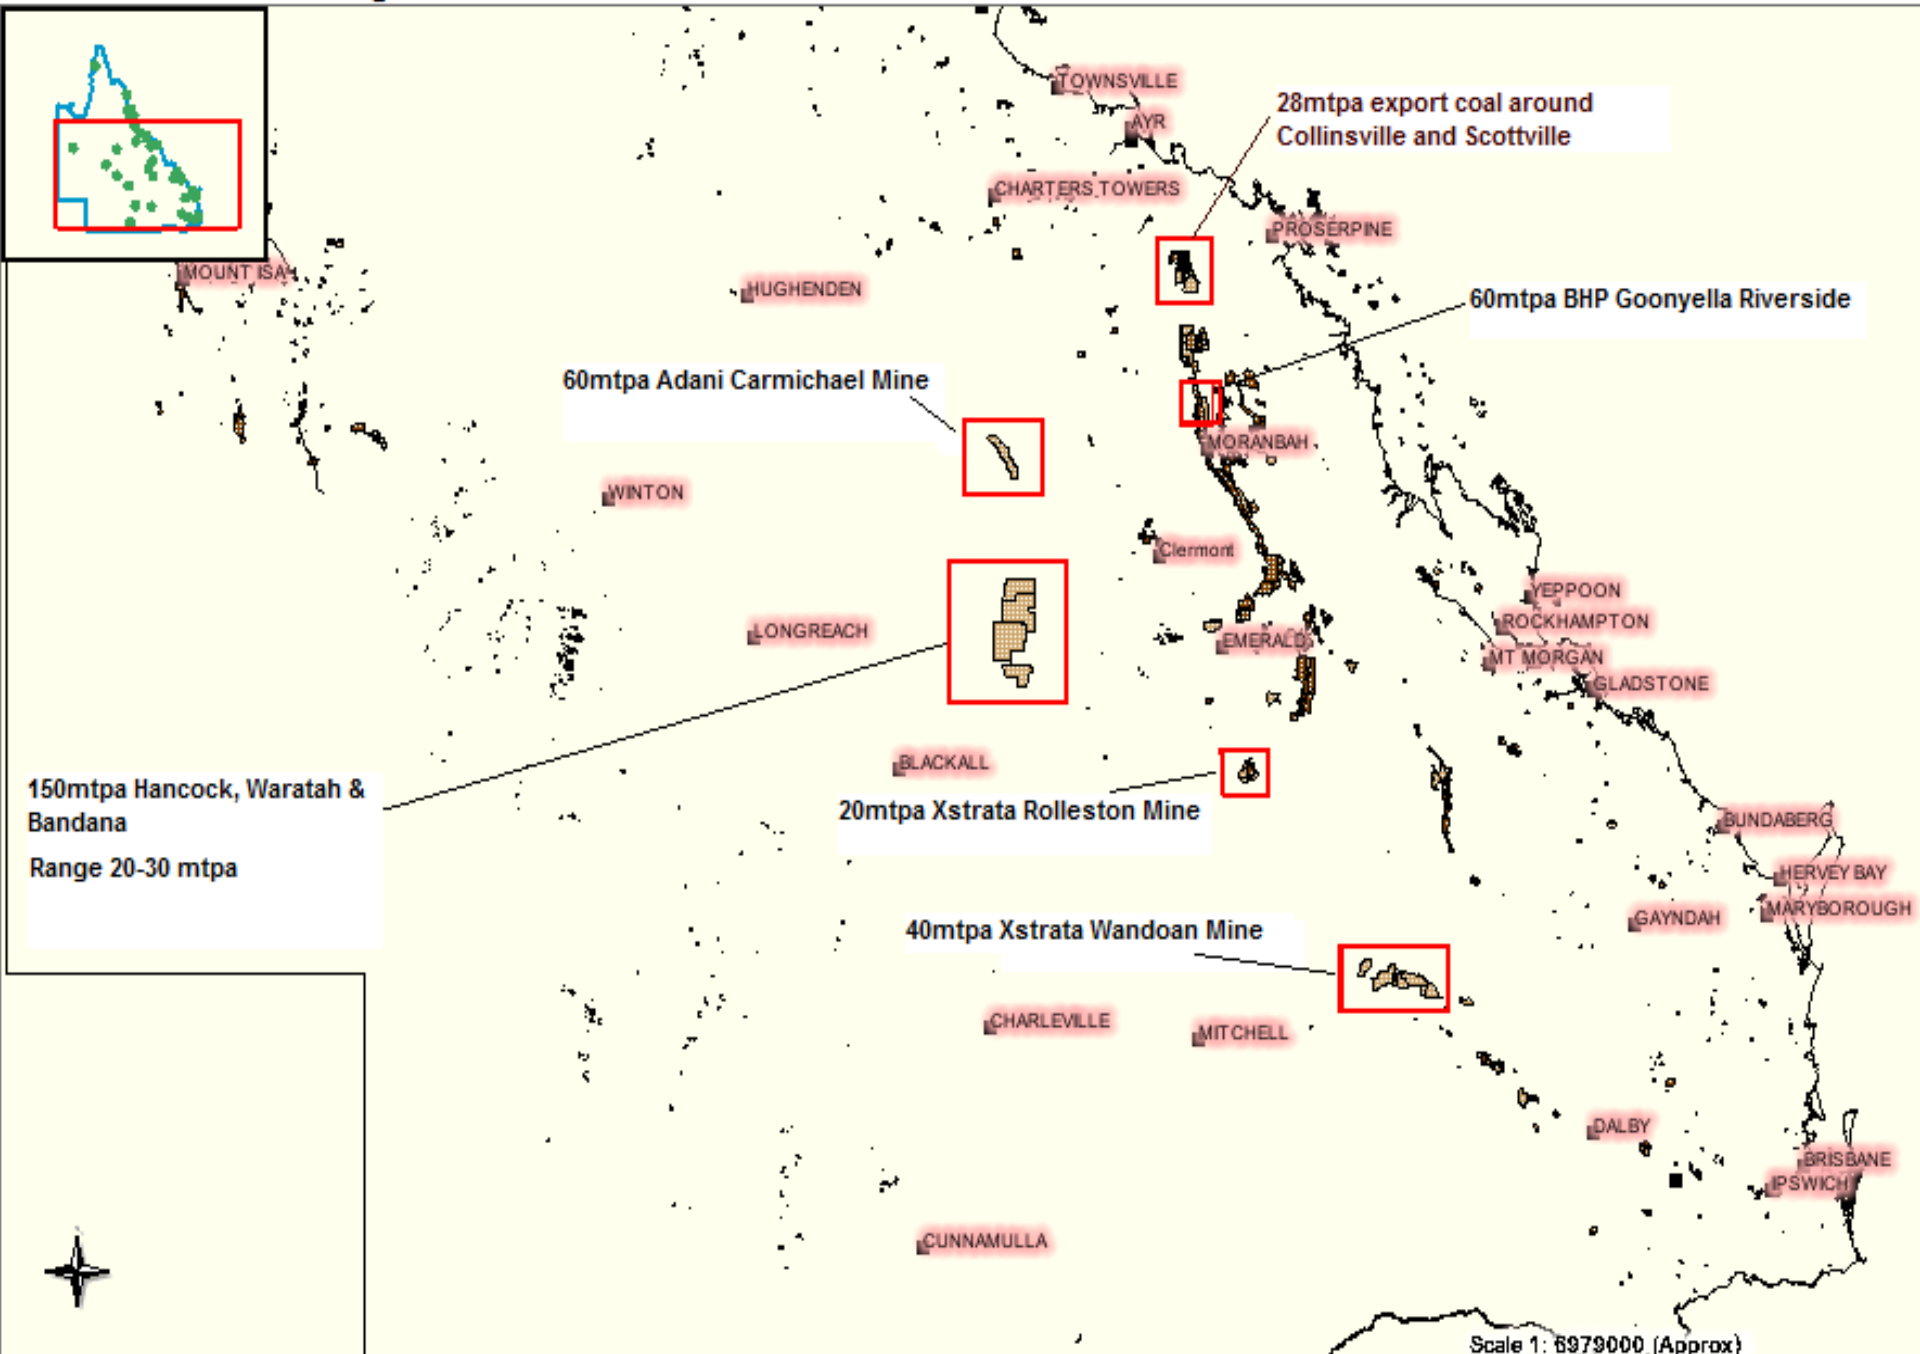 TOWNSVILLE
28mtpa export coal around
Collinsville and Scottville
AYR
CHARTERS TOWERS
PROSERPINE
MOUNT ISA
HUGHENDEN
60mtpa BHP Goonyella Riverside
60mtpa Adani Carmichael Mine
MORANBAH
WINTON
Clermont
YEPPOON
ROCKHAMPTON
LONGREACH
EMERALD
MT MORGAN
GLADSTONE
BLACKALL
150mtpa Hancock, Waratah &
Bandana
Range 20-30 mtpa
20mtpa Xstrata Rolleston Mine
BUNDABERG
HERVEY BAY
MARYBOROUGH
GAYNDAH
40mtpa Xstrata Wandoan Mine
CHARLEVILLE
MITCHELL
DALBY
BRISBANE
IPSWICH
CUNNAMULLA
Scale 1: 6979000 (Approx)